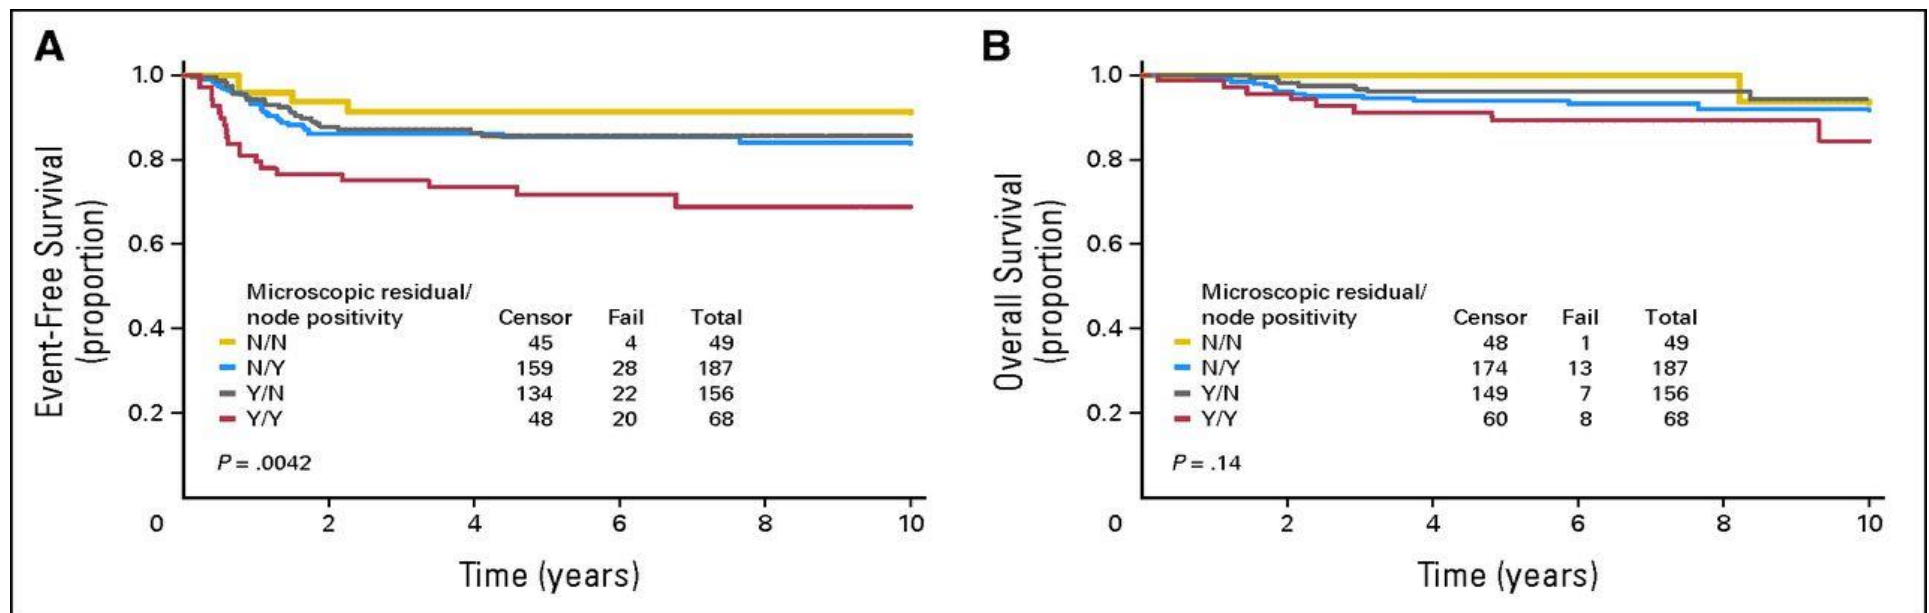 A
Event-Free Survival
(proportion)
1.0
0.8
0.6
0.4
0.2
0
2
4
6
8
10
Time (years)
Microscopic residual/
node positivity Censor Fail Total
N/N 45 4 49
N/Y 159 28 187
Y/N 134 22 156
Y/Y 48 20 68
P = .0042
B
Overall Survival
(proportion)
1.0
0.8
0.6
0.4
0.2
0
2
4
6
8
10
Time (years)
Microscopic residual/
node positivity Censor Fail Total
N/N 48 1 49
N/Y 174 13 187
Y/N 149 7 156
Y/Y 60 8 68
P = .14